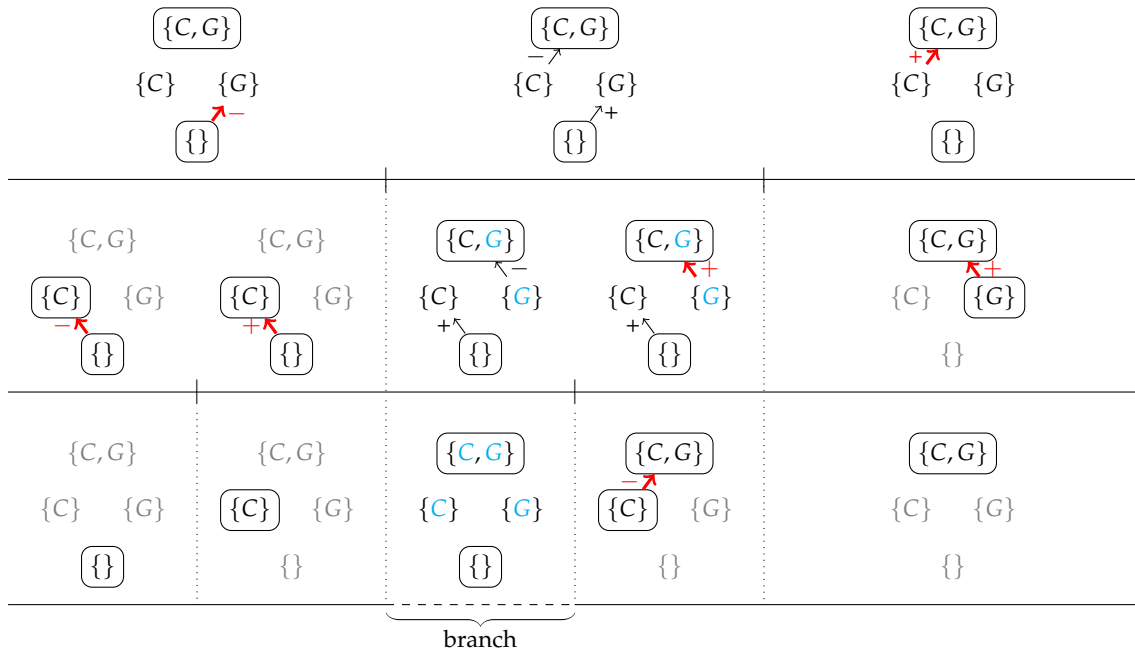 {C, G} {C, G} {C, G}
− +
{C} {G} {C} {G} {C} {G}
− +
{} {} {}
{C, G} {C, G} {C, G} {C, G} {C, G}
− + +
{C} {G} {C} {G} {C} {G} {C} {G} {C} {G}
− + + +
{} {} {} {} {}
{C, G} {C, G} {C, G} {C, G} {C, G}
−
{C} {G} {C} {G} {C} {G} {C} {G} {C} {G}
{} {} {} {} {}
branch